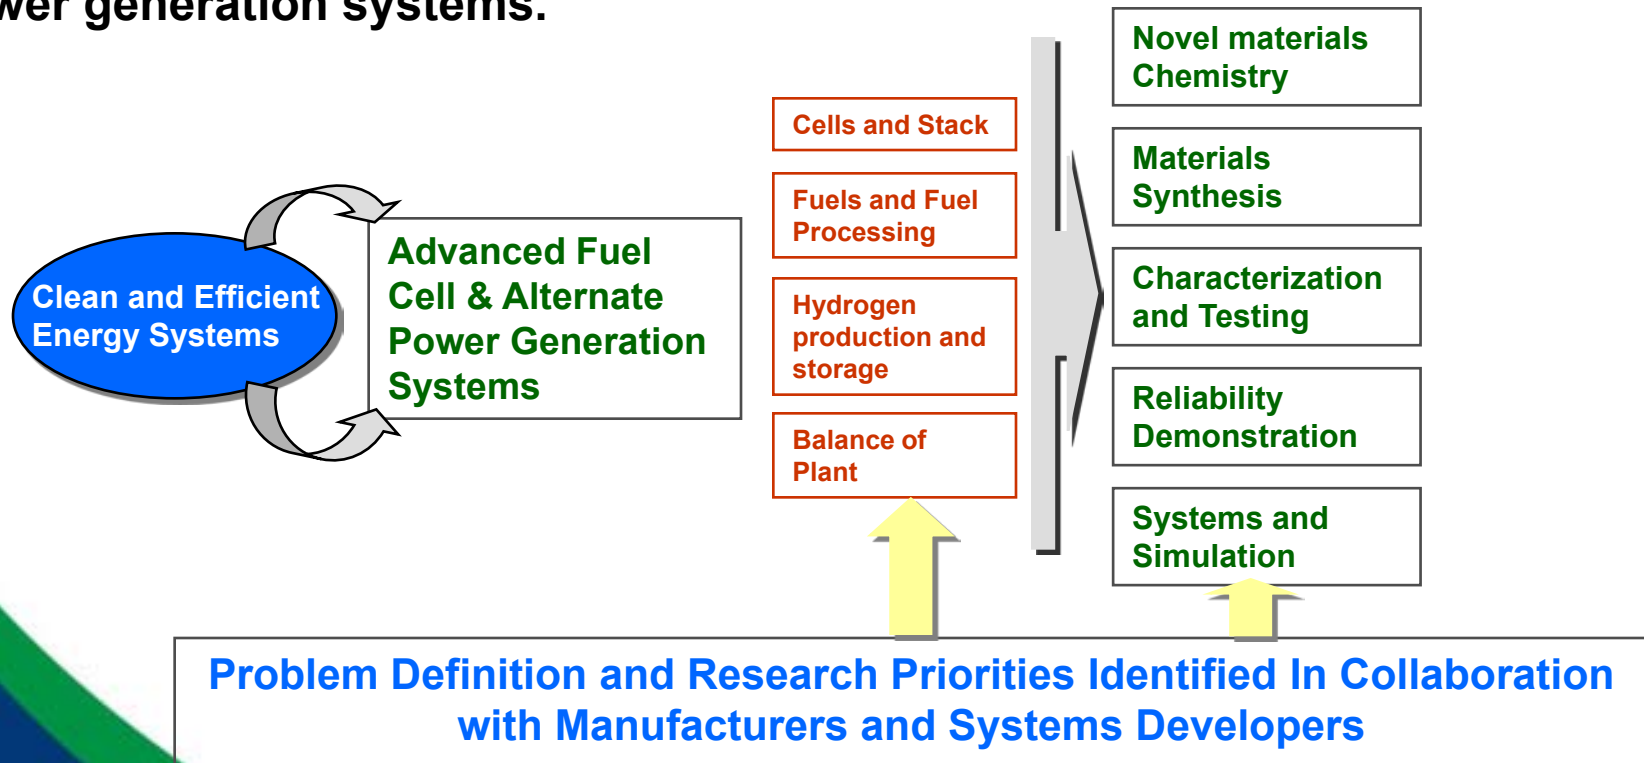 generation systems.
Clean and Efficient
Energy Systems
Advanced Fuel
Cell & Alternate
Power Generation
Systems
Cells and Stack
Fuels and Fuel
Processing
Hydrogen
production and
storage
Balance of
Plant
Novel materials
Chemistry
Materials
Synthesis
Characterization
and Testing
Reliability
Demonstration
Systems and
Simulation
Problem Definition and Research Priorities Identified In Collaboration
with Manufacturers and Systems Developers